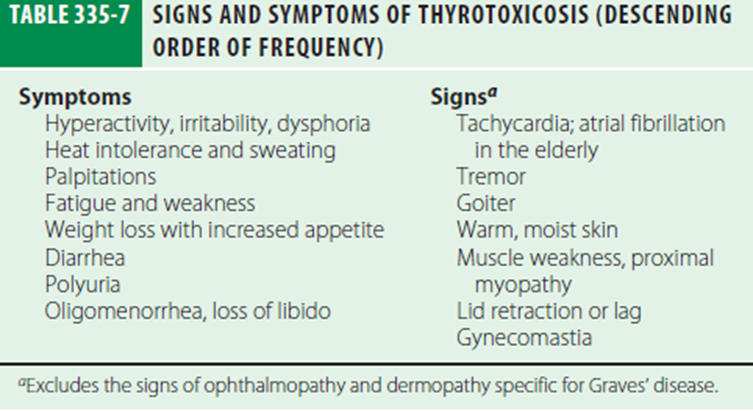 TABLE 335-7 SIGNS AND SYMPTOMS OF THYROTOXICOSIS (DESCENDING
ORDER OF FREQUENCY)
Symptoms
Hyperactivity, irritability, dysphoria
Heat intolerance and sweating
Palpitations
Fatigue and weakness
Weight loss with increased appetite
Diarrhea
Polyuria
Oligomenorrhea, loss of libido
Signsa
Tachycardia; atrial fibrillation
in the elderly
Tremor
Goiter
Warm, moist skin
Muscle weakness, proximal
myopathy
Lid retraction or lag
Gynecomastia
aExcludes the signs of ophthalmopathy and dermopathy specific for Graves’ disease.